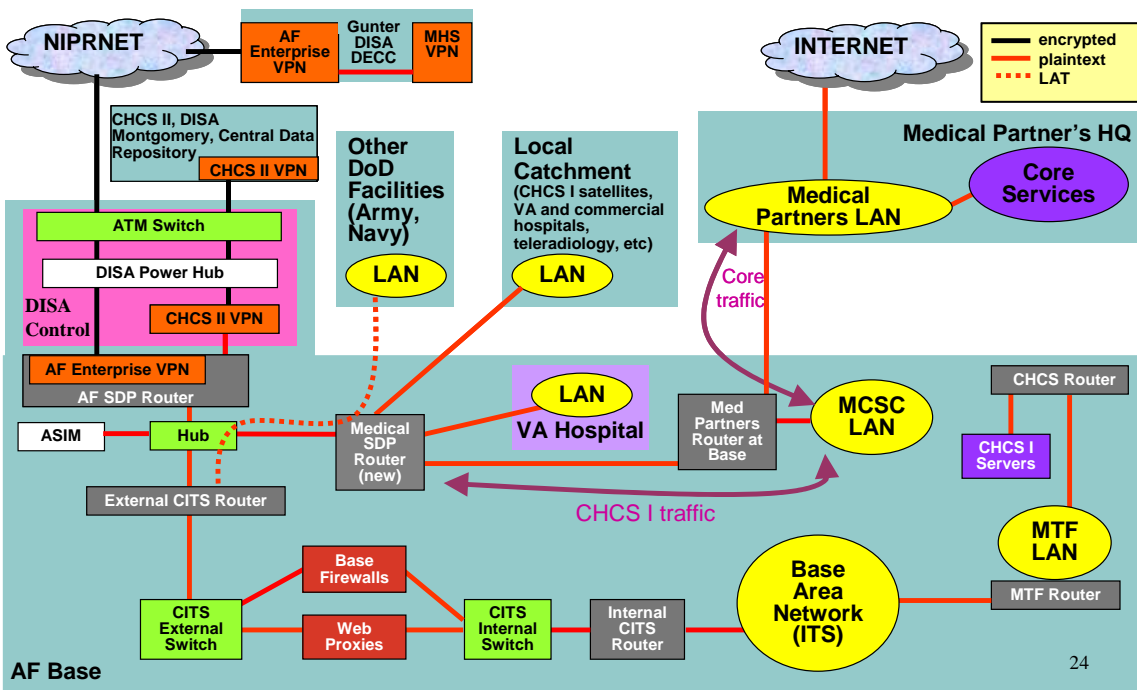 NIPRNET
AF
Enterprise
VPN
Gunter
DISA
DECC
MHS
VPN
INTERNET
encrypted
plaintext
LAT
CHCS II, DISA
Montgomery, Central Data
Repository
CHCS II VPN
Other
DoD
Facilities
(Army,
Navy)
LAN
Local
Catchment
(CHCS I satellites,
VA and commercial
hospitals,
teleradiology, etc)
LAN
Medical Partner's HQ
Core
Services
Medical
Partners LAN
ATM Switch
DISA Power Hub
DISA
Control
CHCS II VPN
Core
traffic
AF Enterprise VPN
AF SDP Router
ASIM
Hub
Medical
SDP
Router
(new)
LAN
VA Hospital
Med
Partners
Router at
Base
MCSC
LAN
CHCS Router
CHCS I
Servers
External CITS Router
CHCS I traffic
MTF
LAN
MTF Router
Base
Firewalls
Web
Proxies
CITS
External
Switch
CITS
Internal
Switch
Internal
CITS
Router
Base
Area
Network
(ITS)
AF Base
24